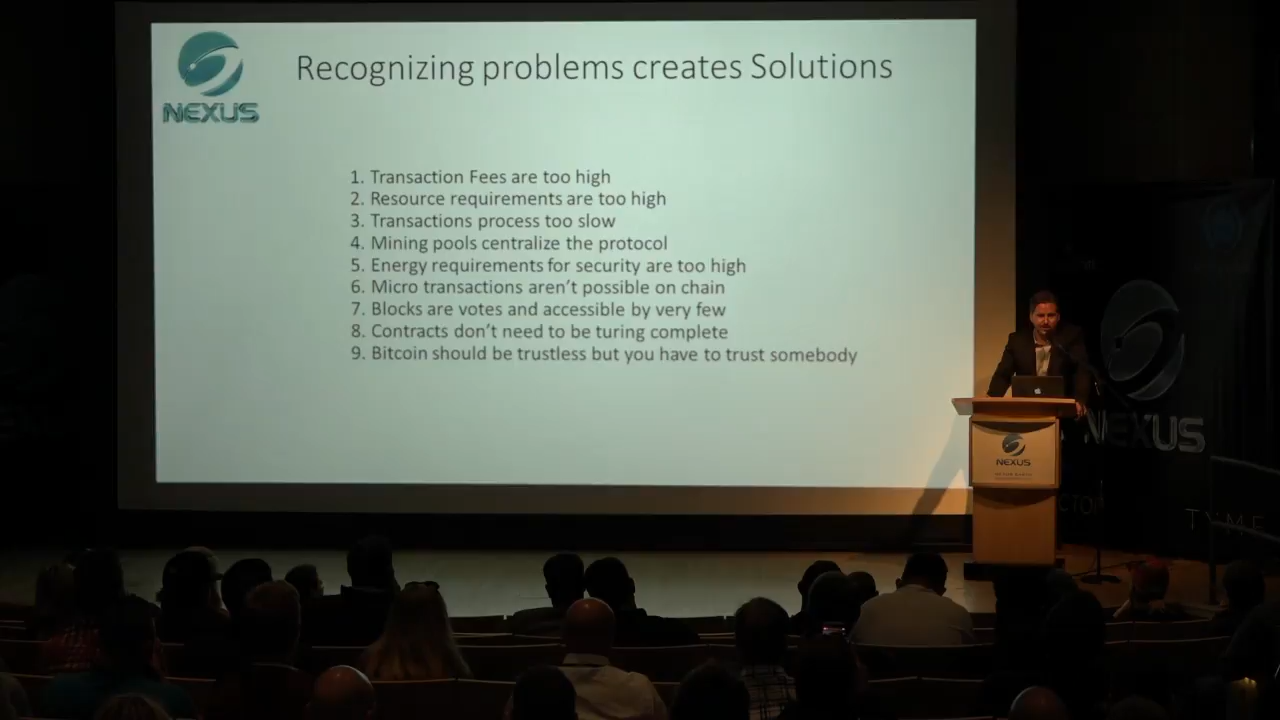 Recognizing problems creates Solutions
NEXUS
1. Transaction Fees are too high
2. Resource requirements are too high
3. Transactions process too slow
4. Mining pools centralize the protocol
5. Energy requirements for security are too high
6. Micro transactions aren't possible on chain
7. Blocks are votes and accessible by very few
8. Contracts don't need to be turing complete
9. Bitcoin should be trustless but you have to trust somebody
NEXUS
NEXUS
TYME